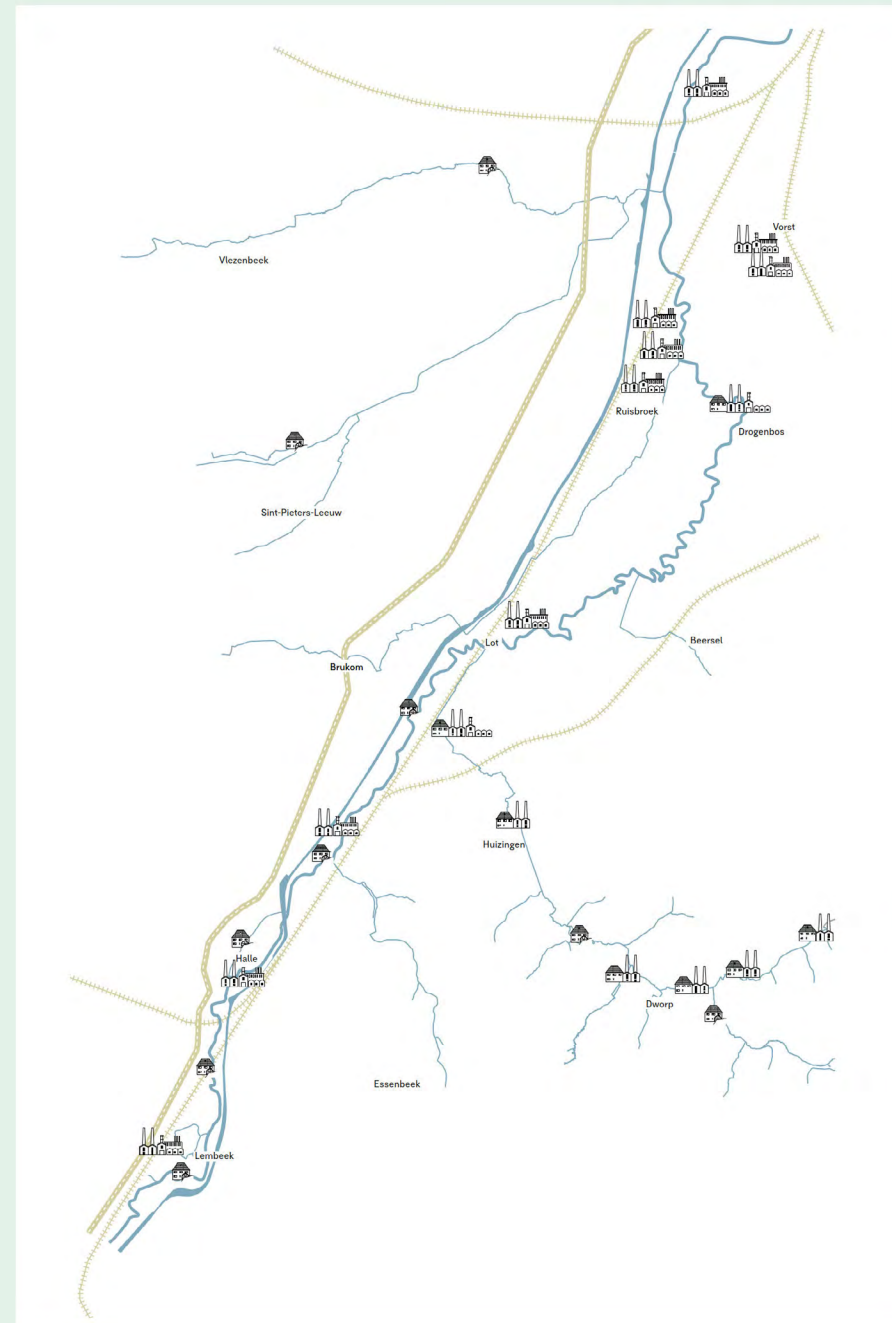 Vorst
Vlezenbeek
Ruisbroek
Drogenbos
Sint-Pieters-Leeuw
Beersel
Lot
Brukom
Huizingen
Halle
Dworp
Essenbeek
Lembeek